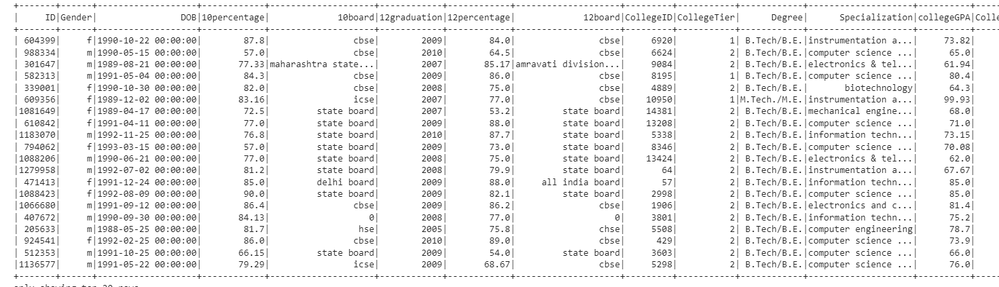 +-------+------+-------------------+------------+------------------+------------+------------+------------------+---------+-----------+-----------+------------------+----------+-----
| ID|Gender| DOB|10percentage| 10board|12graduation|12percentage| 12board|CollegeID|CollegeTier| Degree| Specialization|collegeGPA|Colle
+-------+------+-------------------+------------+------------------+------------+------------+------------------+---------+-----------+-----------+------------------+----------+-----
| 604399| f|1990-10-22 00:00:00| 87.8| cbse| 2009| 84.0| cbse| 6920| 1| B.Tech/B.E.|instrumentation a...| 73.82|
| 988334| m|1990-05-15 00:00:00| 57.0| cbse| 2010| 64.5| cbse| 6624| 2| B.Tech/B.E.|computer science ...| 65.0|
| 301647| m|1989-08-21 00:00:00| 77.33|maharashtra state...| 2007| 85.17|amravati division...| 9084| 2| B.Tech/B.E.|electronics & tel...| 61.94|
| 582313| m|1991-05-04 00:00:00| 84.3| cbse| 2009| 86.0| cbse| 8195| 1| B.Tech/B.E.|computer science ...| 80.4|
| 339001| f|1990-10-30 00:00:00| 82.0| cbse| 2008| 75.0| cbse| 4889| 2| B.Tech/B.E.| biotechnology| 64.3|
| 609356| m|1989-12-02 00:00:00| 83.16| icse| 2007| 77.0| cbse| 10950| 1|M.Tech./M.E.|instrumentation a...| 99.93|
|1081649| f|1989-04-17 00:00:00| 72.5| state board| 2007| 53.2| state board| 14381| 2| B.Tech/B.E.|mechanical engine...| 68.0|
| 610842| f|1991-04-11 00:00:00| 77.0| state board| 2009| 88.0| state board| 13208| 2| B.Tech/B.E.|computer science ...| 71.0|
|1183070| m|1992-11-25 00:00:00| 76.8| state board| 2010| 87.7| state board| 5338| 2| B.Tech/B.E.|information techn...| 73.15|
| 794062| f|1993-03-15 00:00:00| 57.0| state board| 2009| 73.0| state board| 8346| 2| B.Tech/B.E.|computer science ...| 70.08|
|1088206| m|1990-06-21 00:00:00| 77.0| state board| 2008| 75.0| state board| 13424| 2| B.Tech/B.E.|electronics & tel...| 62.0|
|1279958| m|1992-07-02 00:00:00| 81.2| state board| 2008| 79.9| state board| 64| 2| B.Tech/B.E.|instrumentation a...| 67.67|
| 471413| f|1991-12-24 00:00:00| 85.0| delhi board| 2009| 88.0| all india board| 57| 2| B.Tech/B.E.|information techn...| 85.0|
|1088423| f|1992-08-09 00:00:00| 90.0| state board| 2009| 82.1| state board| 2998| 2| B.Tech/B.E.|computer science ...| 85.0|
|1066680| m|1991-09-12 00:00:00| 86.4| cbse| 2009| 86.2| cbse| 1906| 2| B.Tech/B.E.|electronics and c...| 81.4|
| 407672| m|1990-09-30 00:00:00| 84.13| 0| 2008| 77.0| 0| 3801| 2| B.Tech/B.E.|information techn...| 75.2|
| 205633| m|1988-05-25 00:00:00| 81.7| hse| 2005| 75.8| chse| 5508| 2| B.Tech/B.E.|computer engineering| 78.7|
| 924541| f|1992-02-25 00:00:00| 86.0| cbse| 2010| 89.0| cbse| 429| 2| B.Tech/B.E.|computer science ...| 73.9|
| 512353| m|1991-10-25 00:00:00| 66.15| state board| 2009| 54.0| state board| 3603| 2| B.Tech/B.E.|computer science ...| 66.0|
|1136577| m|1991-05-22 00:00:00| 79.29| icse| 2009| 68.67| cbse| 5298| 2| B.Tech/B.E.|computer science ...| 76.0|
+-------+------+-------------------+------------+------------------+------------+------------+------------------+---------+-----------+-----------+------------------+----------+-----